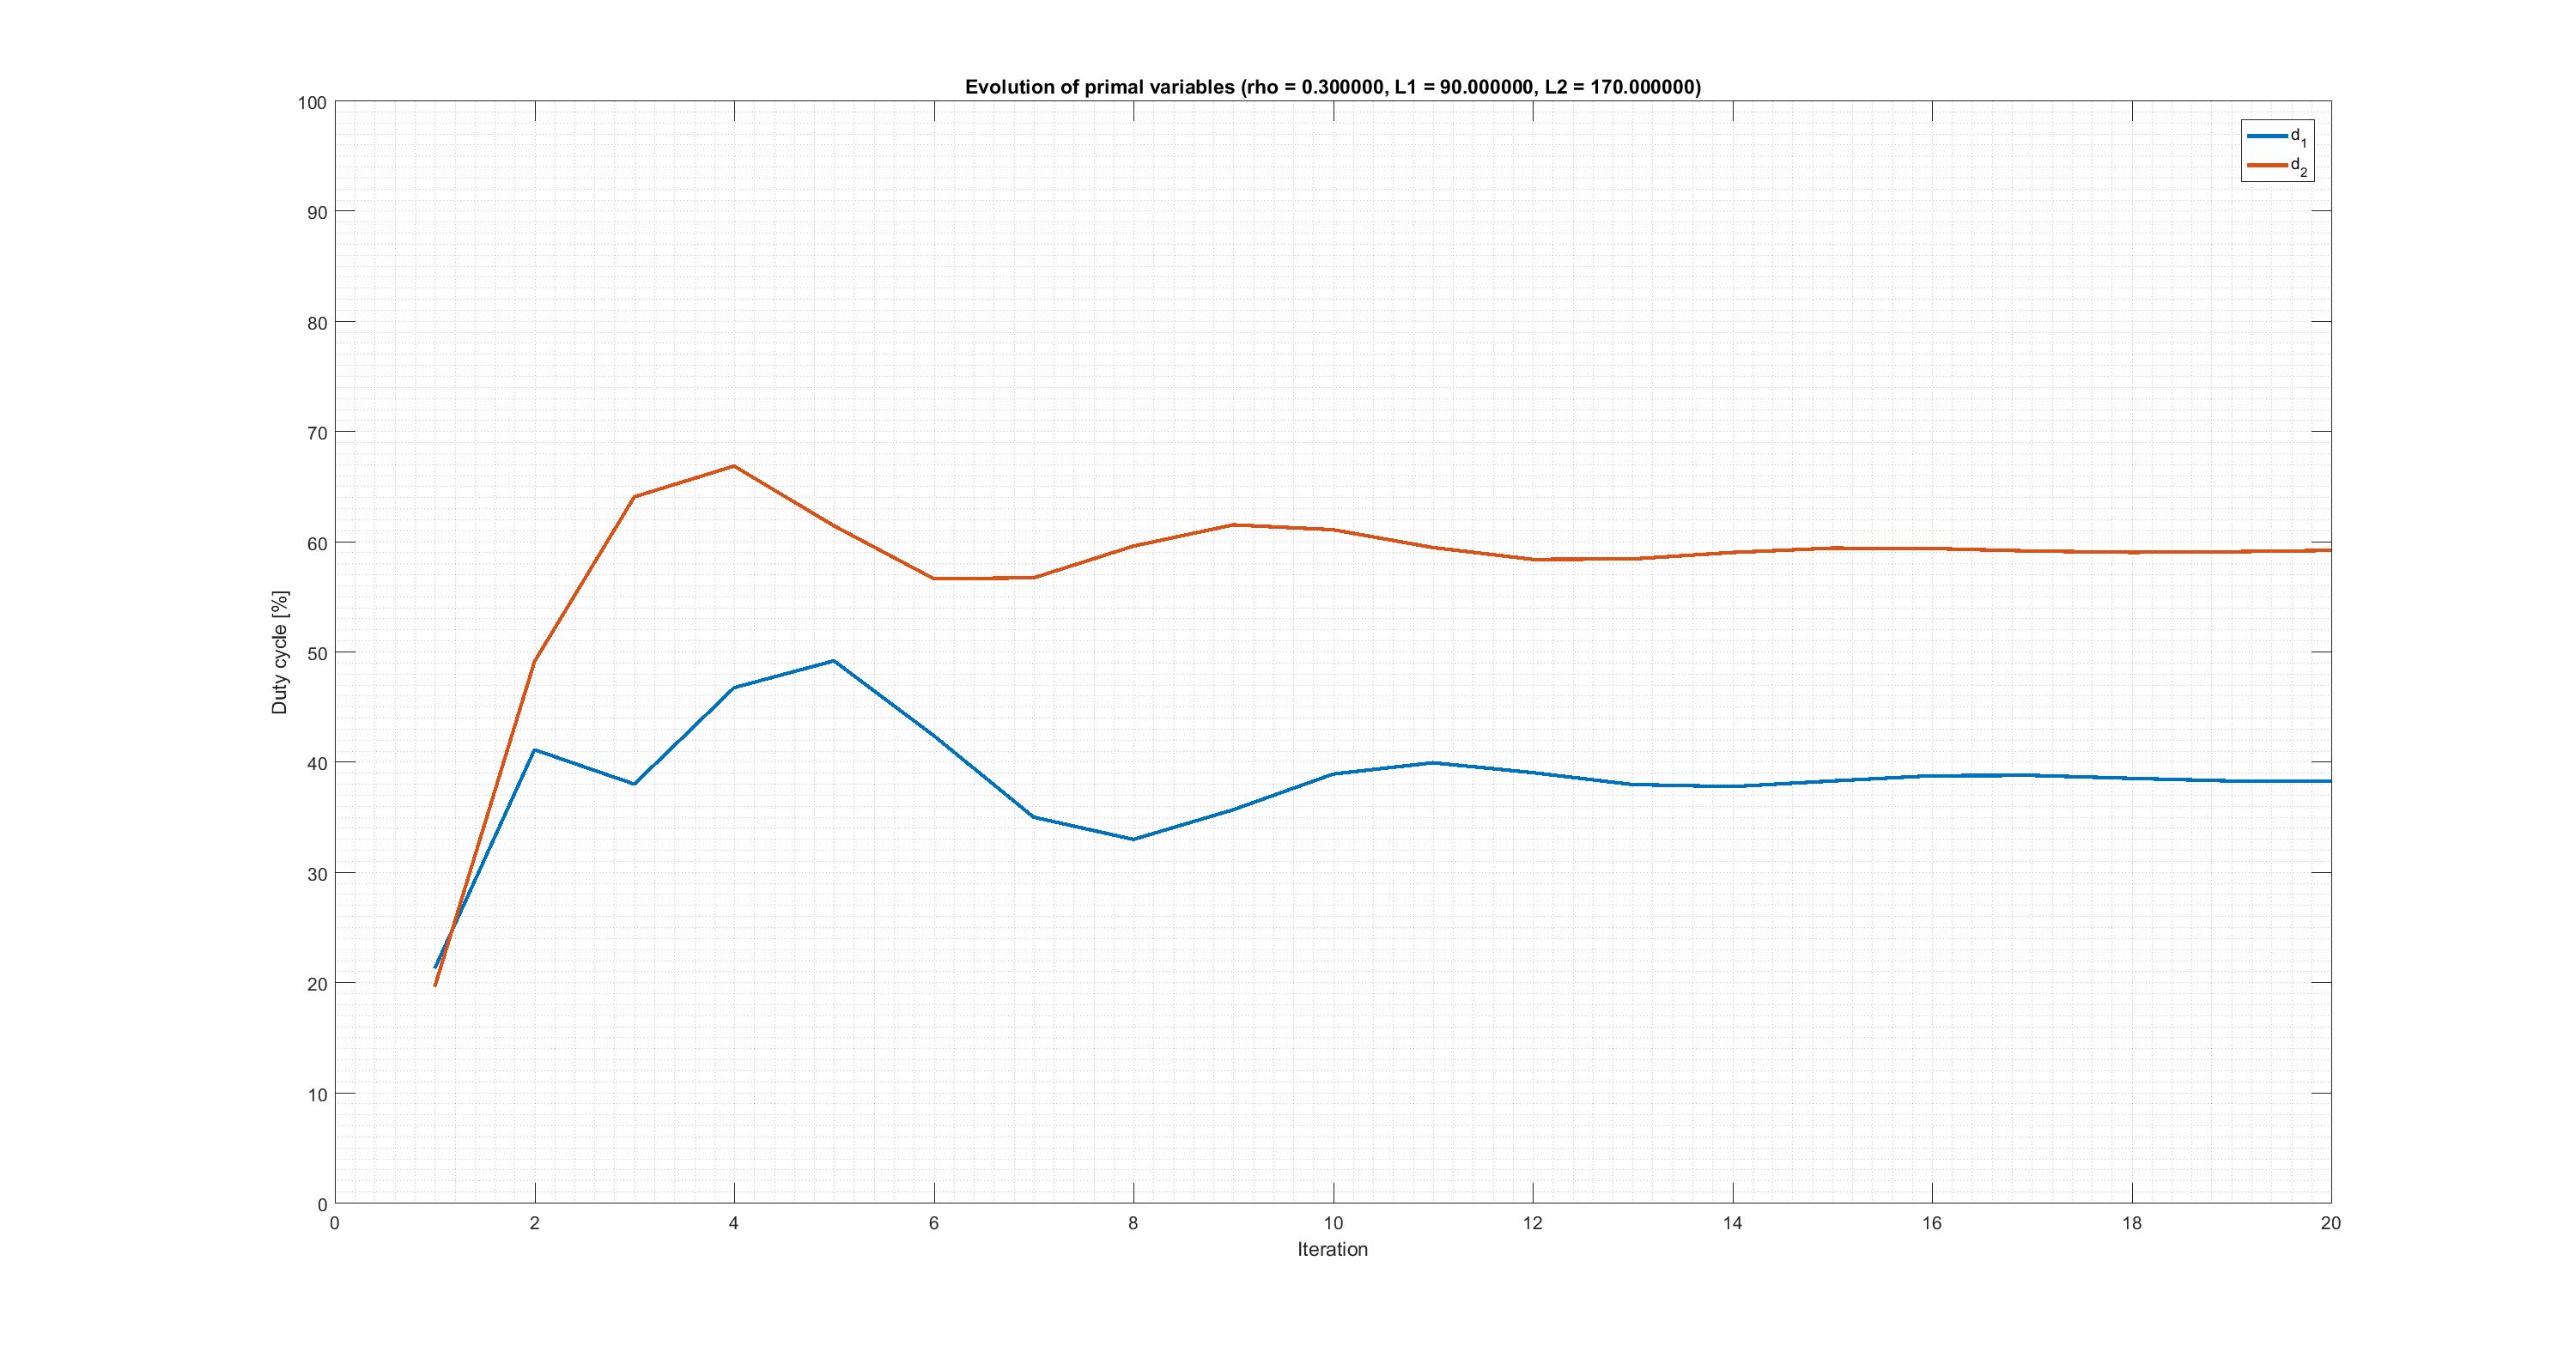 Evolution of primal variables (rho = 0.300000, L1 = 90.000000, L2 = 170.000000)
d1
d2
100
90
80
70
60
50
40
30
20
10
0
Duty cycle [%]
0 2 4 6 8 10 12 14 16 18 20
Iteration